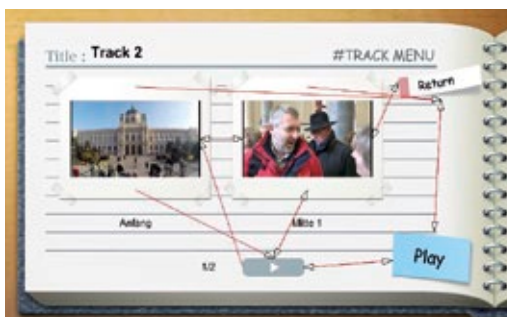 Title : Track 2
#TRACK MENU
Return
Anfang
Mitte 1
1/2
Play